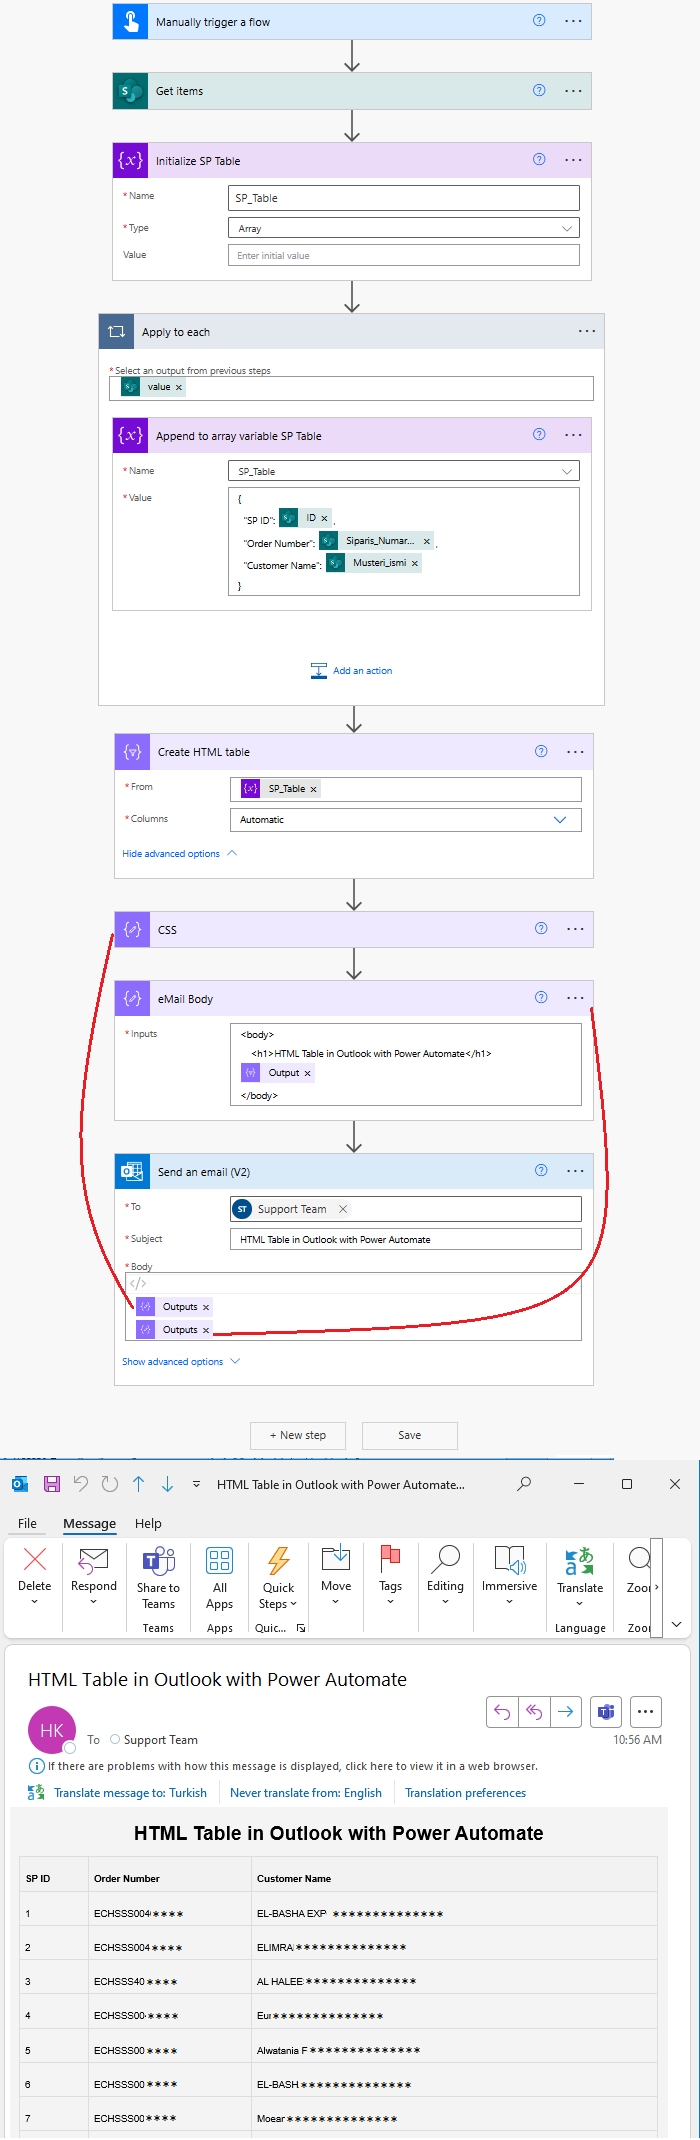 Manually trigger a flow
Get items
Initialize SP Table
* Name
SP_Table
* Type
Array
Value
Enter initial value
Apply to each
* Select an output from previous steps
value ×
Append to array variable SP Table
* Name
SP_Table
* Value
{
"SP ID": ID × ,
"Order Number": Siparis_Numar... × ,
"Customer Name": Musteri_ismi ×
}
Add an action
Create HTML table
* From
SP_Table ×
* Columns
Automatic
Hide advanced options
CSS
eMail Body
* Inputs
<body>
<h1>HTML Table in Outlook with Power Automate</h1>
Output ×
</body>
Send an email (V2)
* To
ST Support Team ×
* Subject
HTML Table in Outlook with Power Automate
* Body
</>
Outputs ×
Outputs ×
Show advanced options
+ New step
Save
HTML Table in Outlook with Power Automate...
File Message Help
Delete
Respond
Share to Teams
All Apps
Quick Steps
Move
Tags
Editing
Immersive
Translate
Zoo
Teams
Apps
Quic...
Language
Zoo
HTML Table in Outlook with Power Automate
HK
To Support Team
10:56 AM
If there are problems with how this message is displayed, click here to view it in a web browser.
Translate message to: Turkish Never translate from: English Translation preferences
HTML Table in Outlook with Power Automate
SP ID Order Number Customer Name
1 ECHSSS004**** EL-BASHA EXP **************
2 ECHSSS004**** ELIMRA**************
3 ECHSSS40**** AL HALEE**************
4 ECHSSS00**** Eur**************
5 ECHSSS00**** Alwatania F**************
6 ECHSSS00**** EL-BASH**************
7 ECHSSS00**** Moear**************